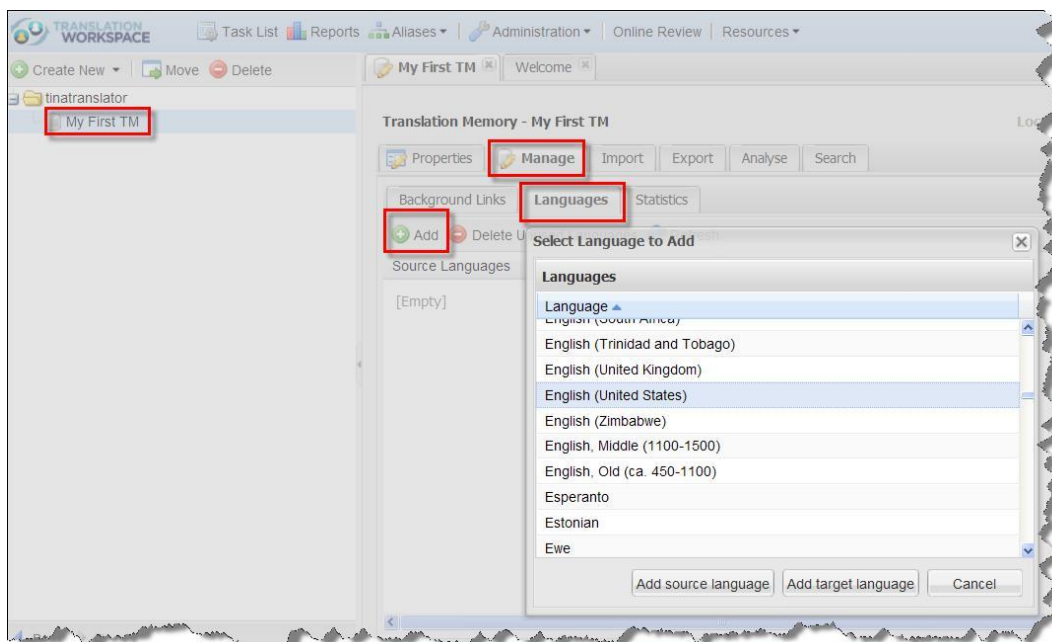 TRANSLATION
WORKSPACE
Task List Reports Aliases Administration Online Review Resources
Create New Move Delete
My First TM Welcome
tinatranslator
My First TM
Translation Memory - My First TM
Properties Manage Import Export Analyse Search
Background Links Languages Statistics
Add Delete
Select Language to Add
Source Languages
Languages
[Empty]
Language
English (South Africa)
English (Trinidad and Tobago)
English (United Kingdom)
English (United States)
English (Zimbabwe)
English, Middle (1100-1500)
English, Old (ca. 450-1100)
Esperanto
Estonian
Ewe
Add source language Add target language Cancel